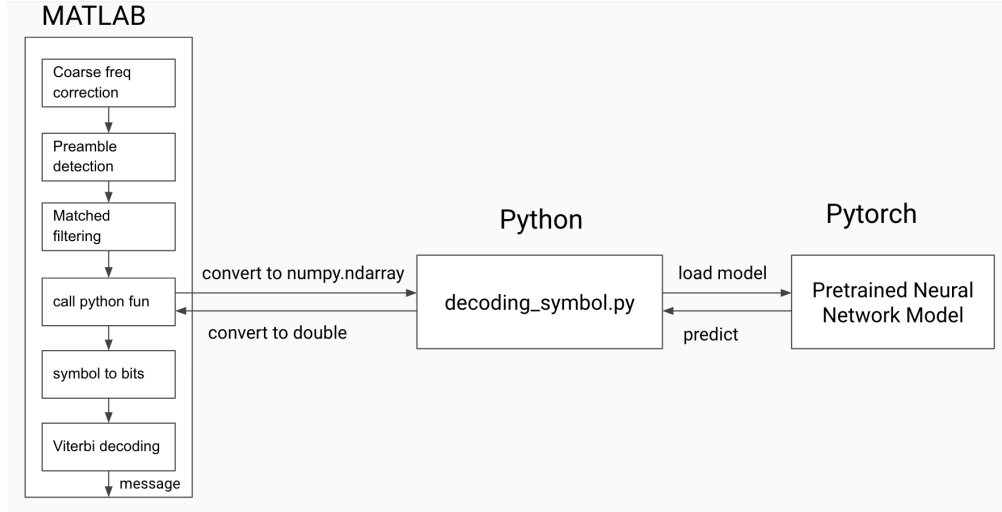 MATLAB
Coarse freq
correction
Preamble
detection
Matched
filtering
call python fun
symbol to bits
Viterbi decoding
message
convert to numpy.ndarray
convert to double
Python
decoding_symbol.py
load model
predict
Pytorch
Pretrained Neural
Network Model